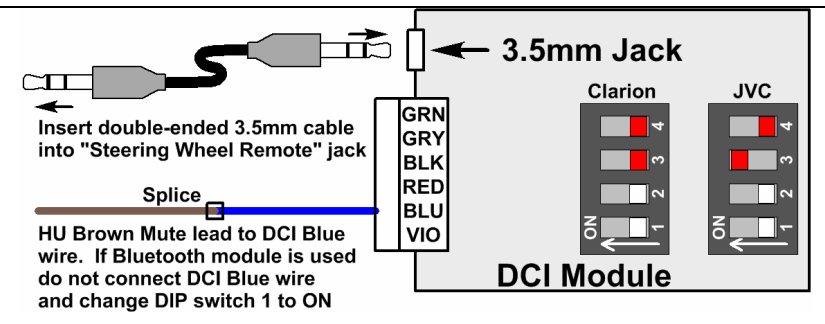 3.5mm Jack
Clarion
JVC
4
3
2
1
ON
4
3
2
1
ON
GRN
GRY
BLK
RED
BLU
VIO
DCI Module
Insert double-ended 3.5mm cable
into "Steering Wheel Remote" jack
Splice
HU Brown Mute lead to DCI Blue
wire. If Bluetooth module is used
do not connect DCI Blue wire
and change DIP switch 1 to ON